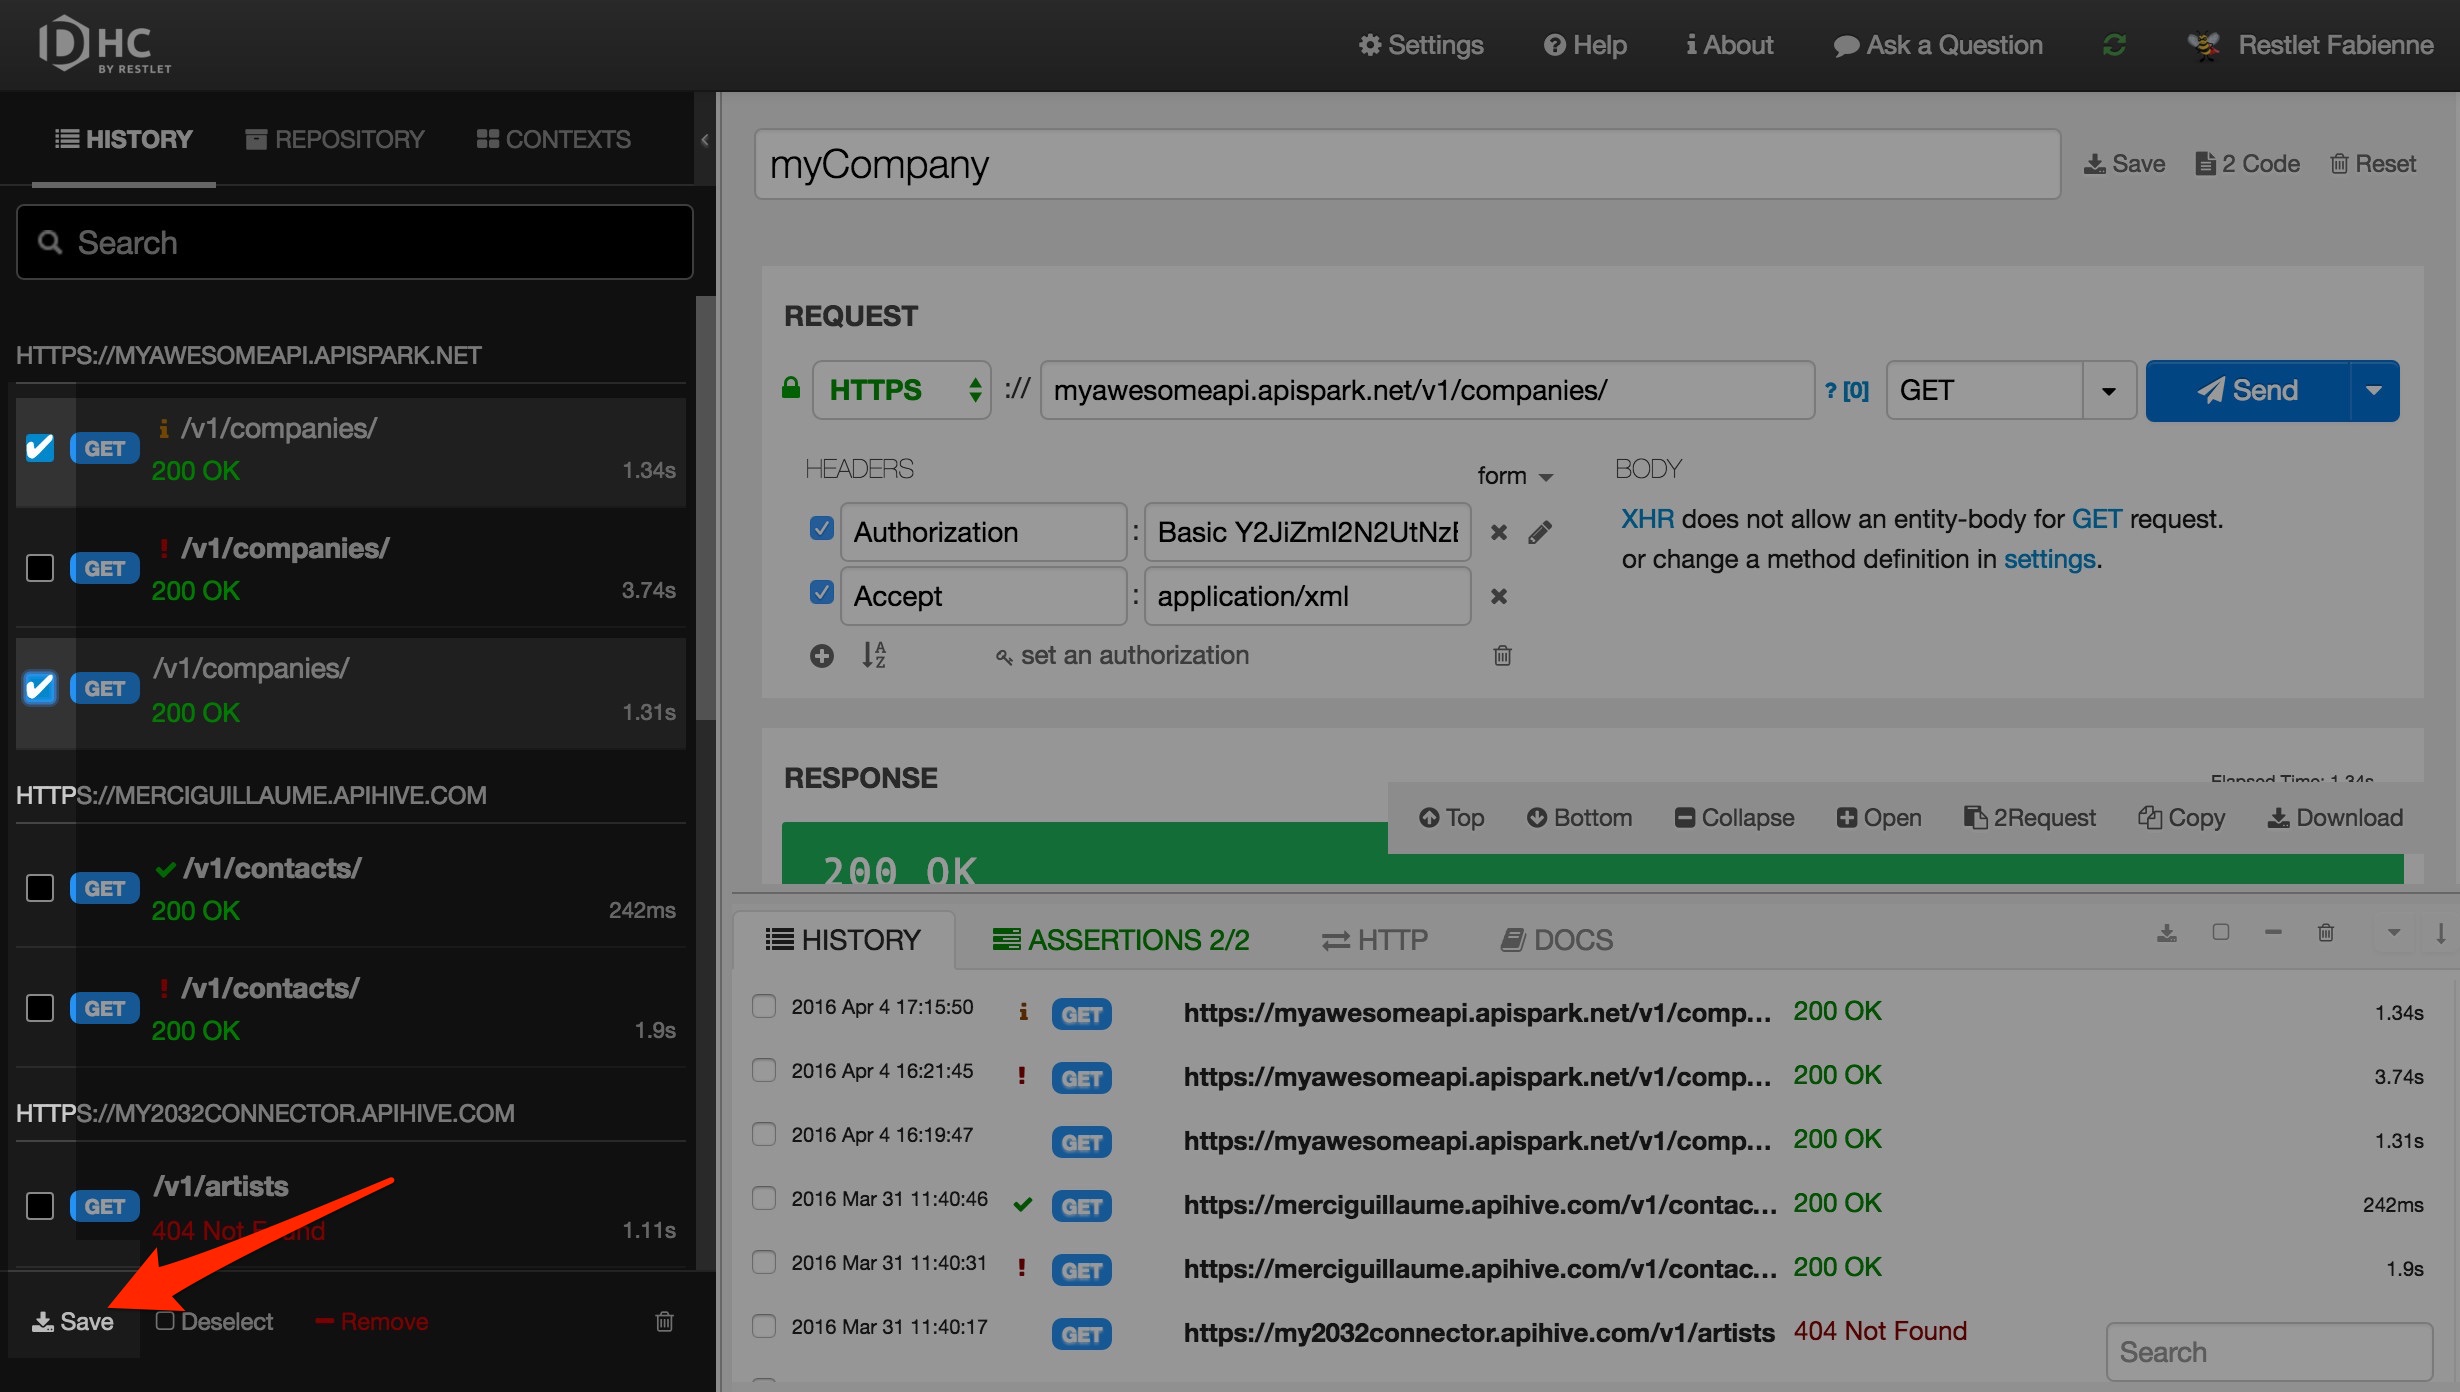 DHC
BY RESTLET
Settings
Help
About
Ask a Question
Restlet Fabienne
HISTORY
REPOSITORY
CONTEXTS
Search
HTTPS://MYAWESOMEAPI.APISPARK.NET
GET
/v1/companies/
200 OK
1.34s
GET
! /v1/companies/
200 OK
3.74s
GET
/v1/companies/
200 OK
1.31s
HTTPS://MERCIGUILLAUME.APIHIVE.COM
GET
/v1/contacts/
200 OK
242ms
GET
! /v1/contacts/
200 OK
1.9s
HTTPS://MY2032CONNECTOR.APIHIVE.COM
GET
/v1/artists
404 Not Found
1.11s
Save
Deselect
Remove
myCompany
Save
2 Code
Reset
REQUEST
HTTPS
://
myawesomeapi.apispark.net/v1/companies/
? [0]
GET
Send
HEADERS
form
BODY
Authorization
:
Basic Y2JiZmI2N2UtNzE
Accept
:
application/xml
set an authorization
XHR does not allow an entity-body for GET request.
or change a method definition in settings.
RESPONSE
Elapsed Time: 1.34s
Top
Bottom
Collapse
Open
2Request
Copy
Download
200 OK
HISTORY
ASSERTIONS 2/2
HTTP
DOCS
2016 Apr 4 17:15:50 i GET https://myawesomeapi.apispark.net/v1/comp... 200 OK 1.34s
2016 Apr 4 16:21:45 ! GET https://myawesomeapi.apispark.net/v1/comp... 200 OK 3.74s
2016 Apr 4 16:19:47 GET https://myawesomeapi.apispark.net/v1/comp... 200 OK 1.31s
2016 Mar 31 11:40:46 GET https://merciguillaume.apihive.com/v1/contac... 200 OK 242ms
2016 Mar 31 11:40:31 ! GET https://merciguillaume.apihive.com/v1/contac... 200 OK 1.9s
2016 Mar 31 11:40:17 GET https://my2032connector.apihive.com/v1/artists 404 Not Found
Search